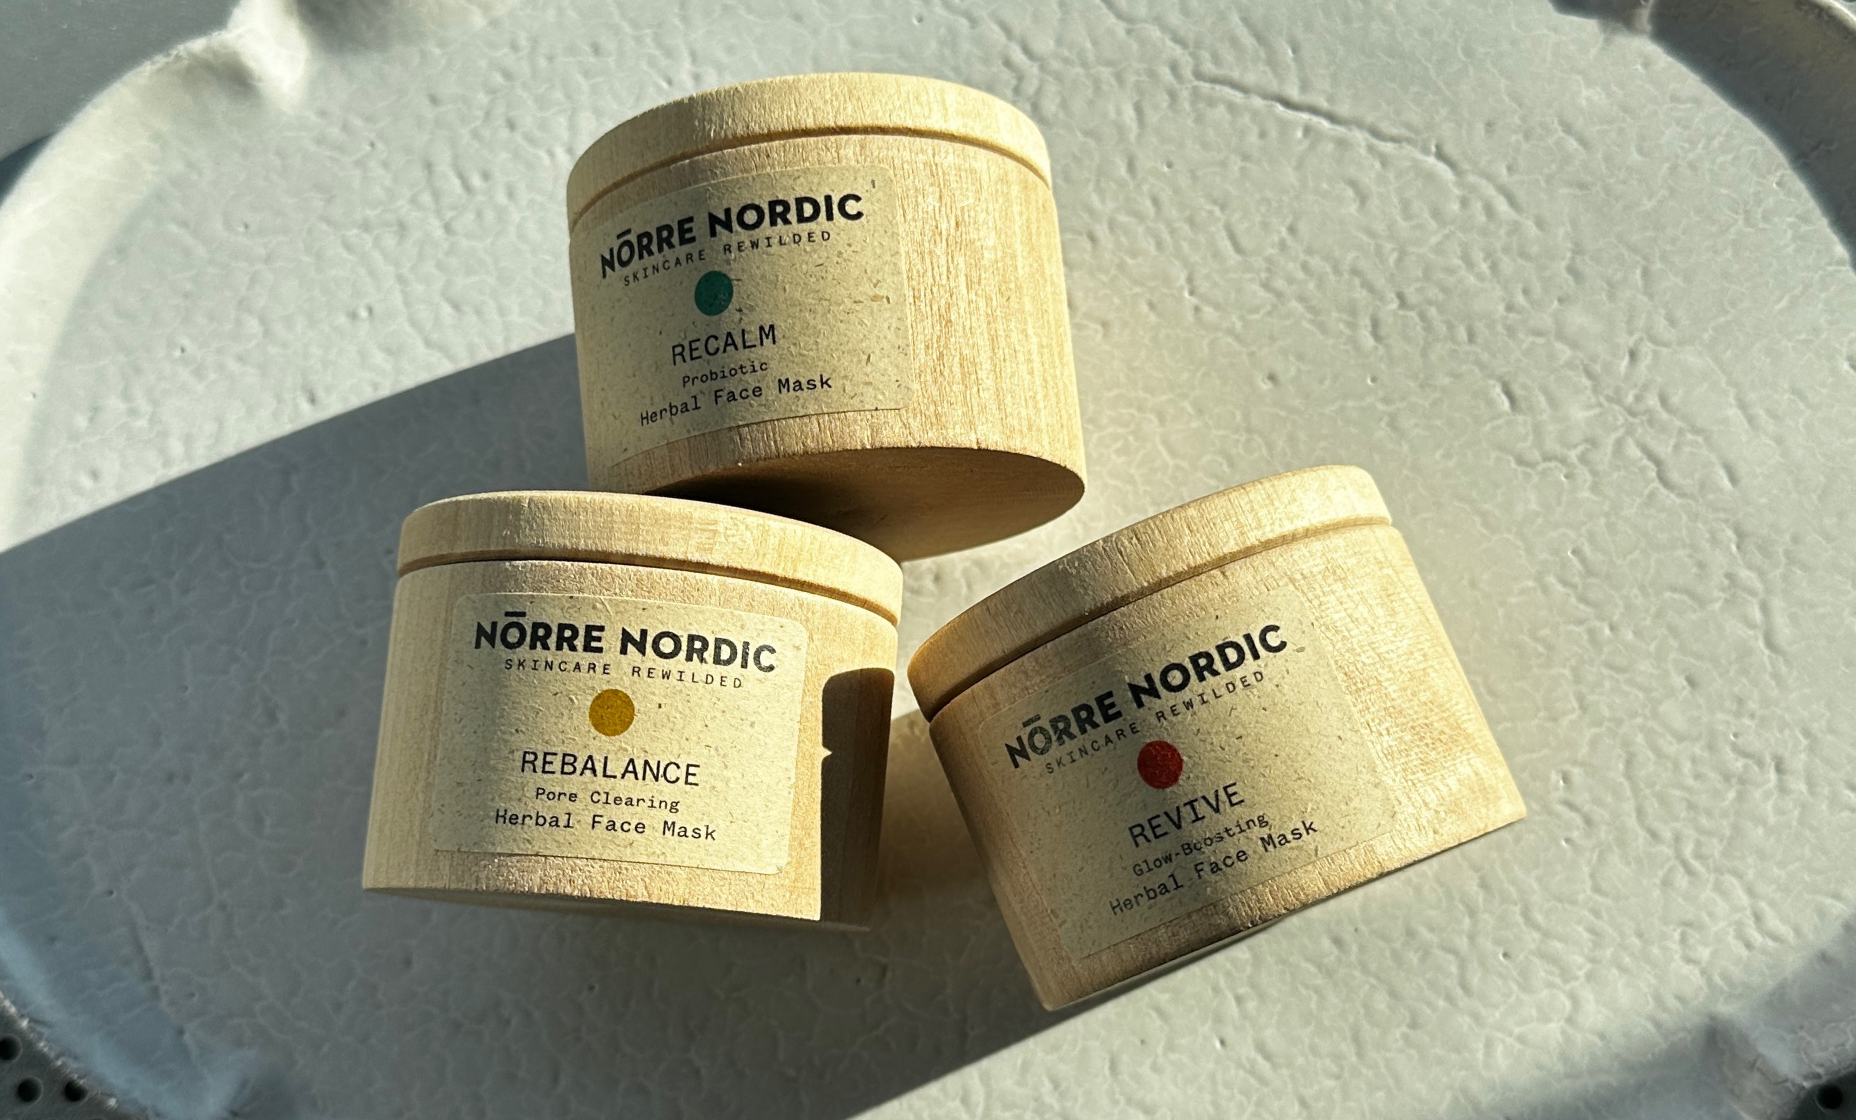 NŌRRE NORDIC
SKINCARE REWILDED
RECALM
Probiotic
Herbal Face Mask
NŌRRE NORDIC
SKINCARE REWILDED
REBALANCE
Pore Clearing
Herbal Face Mask
NŌRRE NORDIC
SKINCARE REWILDED
REVIVE
Glow-Boosting
Herbal Face Mask